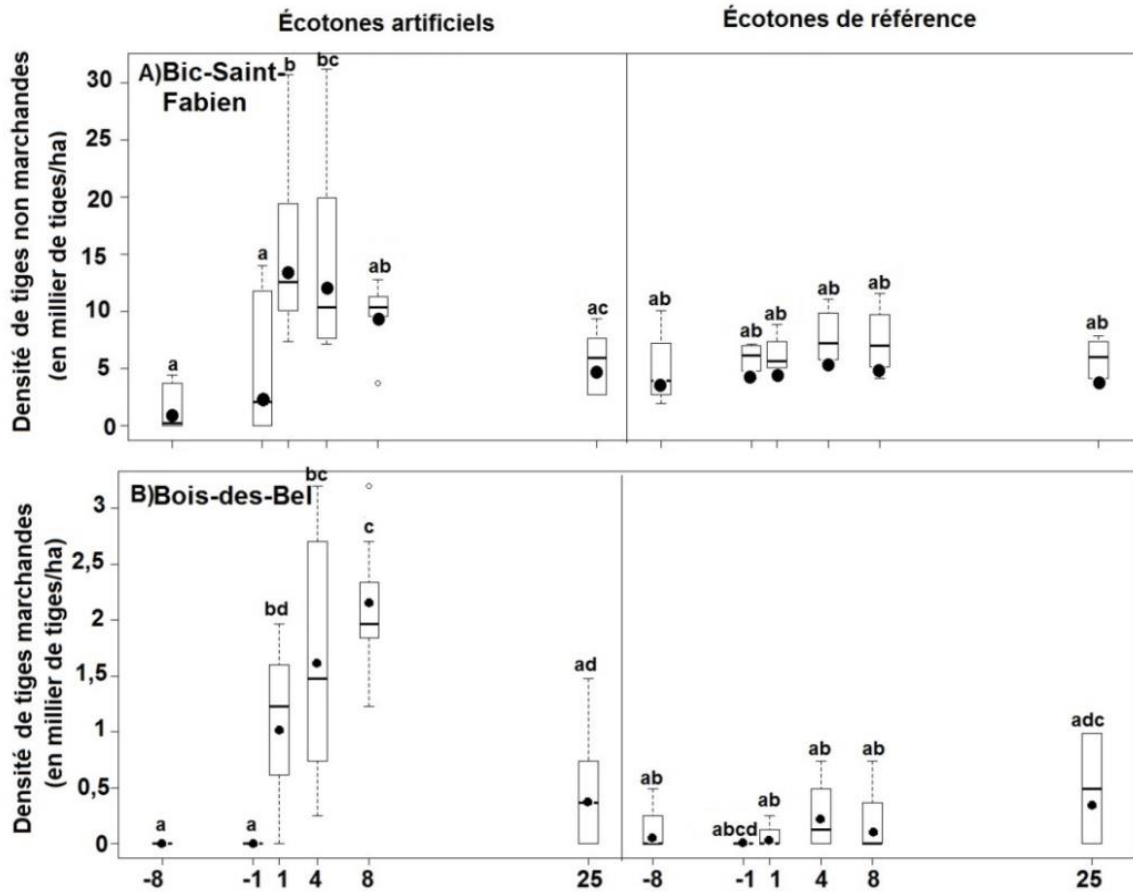 Écotones artificiels
Écotones de référence
Densité de tiges non marchandes
(en millier de tiges/ha)
A)Bic-Saint-
Fabien
30
25
20
15
10
5
0
a
a
b
bc
ab
ac
ab
ab
ab
ab
ab
ab
Densité de tiges marchandes
(en millier de tiges/ha)
B)Bois-des-Bel
3
2,5
2
1,5
1
0,5
0
a
a
bd
bc
c
ad
ab
abcd
ab
ab
ab
adc
-8 -1 1 4 8 25 -8 -1 1 4 8 25